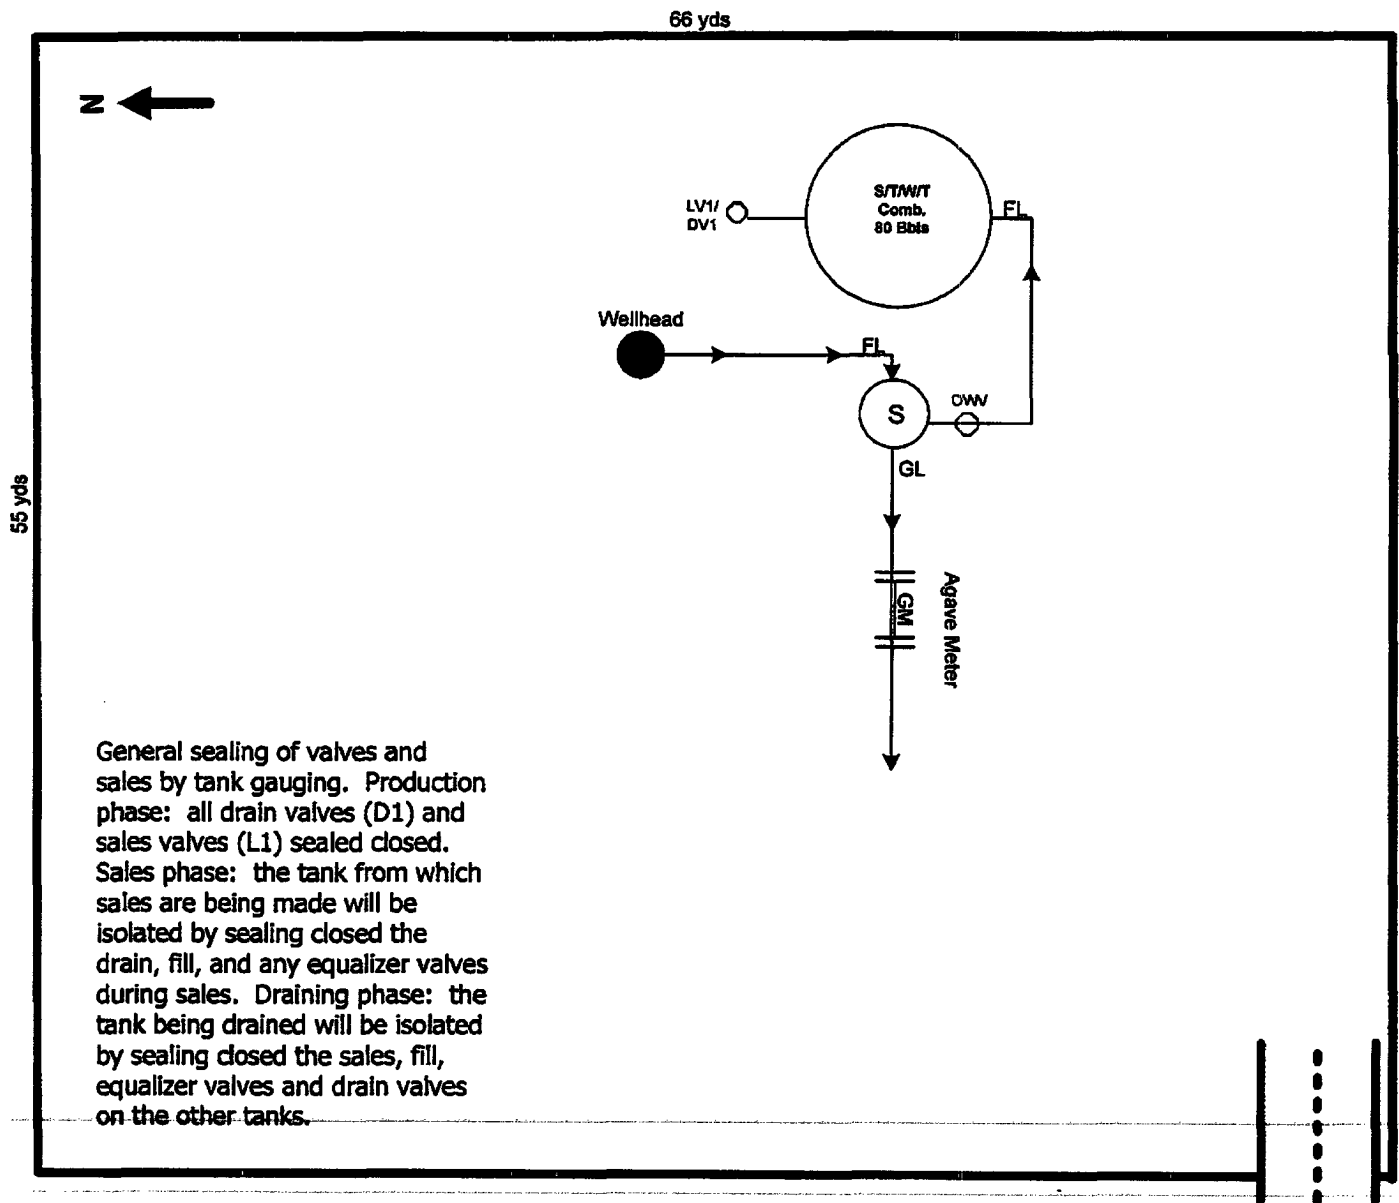 66 yds
N
S/T/W/T
Comb.
80 Bbls
LV1/
DV1
FL
Wellhead
FL
S
OWV
GL
55 yds
GM
Agave Meter
General sealing of valves and
sales by tank gauging. Production
phase: all drain valves (D1) and
sales valves (L1) sealed closed.
Sales phase: the tank from which
sales are being made will be
isolated by sealing closed the
drain, fill, and any equalizer valves
during sales. Draining phase: the
tank being drained will be isolated
by sealing closed the sales, fill,
equalizer valves and drain valves
on the other tanks.